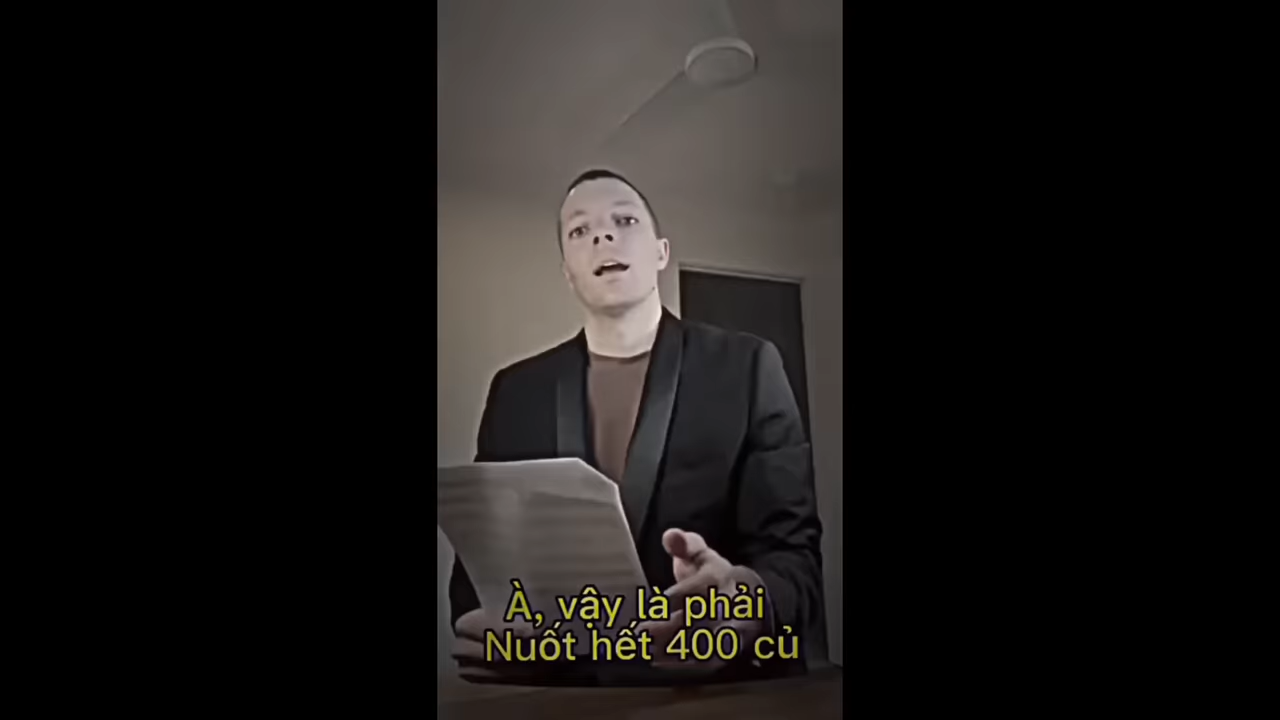 À, vậy là phải
Nuốt hết 400 củ